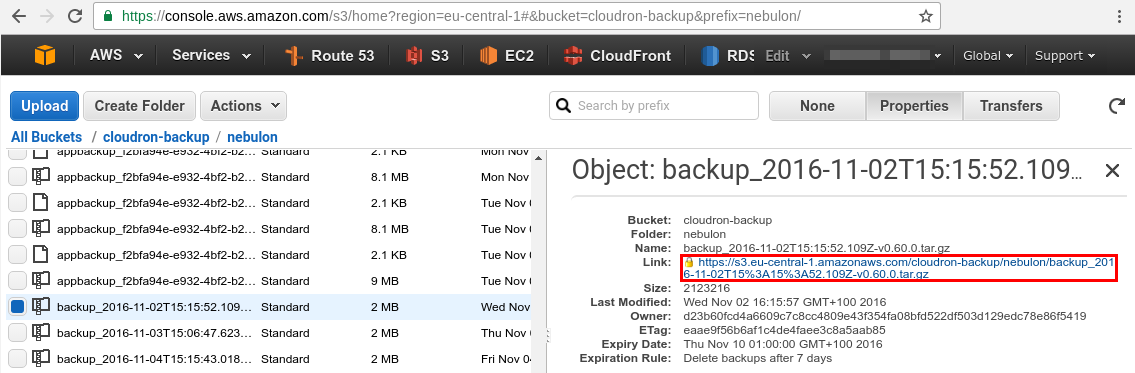 https://console.aws.amazon.com/s3/home?region=eu-central-1#&bucket=cloudron-backup&prefix=nebulon/
AWS Services Route 53 S3 EC2 CloudFront RDS Edit Global Support
Upload Create Folder Actions Search by prefix None Properties Transfers
All Buckets / cloudron-backup / nebulon
appbackup_f2bfa94e-e932-4bf2-b2... Standard 2.1 KB Mon Nov
appbackup_f2bfa94e-e932-4bf2-b2... Standard 8.1 MB Mon Nov
appbackup_f2bfa94e-e932-4bf2-b2... Standard 2.1 KB Tue Nov 0
appbackup_f2bfa94e-e932-4bf2-b2... Standard 8.1 MB Tue Nov 0
appbackup_f2bfa94e-e932-4bf2-b2... Standard 2.1 KB Tue Nov 0
appbackup_f2bfa94e-e932-4bf2-b2... Standard 9 MB Tue Nov 0
backup_2016-11-02T15:15:52.109... Standard 2 MB Wed Nov
backup_2016-11-03T15:06:47.623... Standard 2 MB Thu Nov 0
backup_2016-11-04T15:15:43.018... Standard 2 MB Fri Nov 04
Object: backup_2016-11-02T15:15:52.109...
Bucket: cloudron-backup
Folder: nebulon
Name: backup_2016-11-02T15:15:52.109Z-v0.60.0.tar.gz
Link: https://s3.eu-central-1.amazonaws.com/cloudron-backup/nebulon/backup_201
6-11-02T15%3A15%3A52.109Z-v0.60.0.tar.gz
Size: 2123216
Last Modified: Wed Nov 02 16:15:57 GMT+100 2016
Owner: d23b60fcd4a6609c7c8cc4809e43f354fa08bfd522df503d129edc78e86f5419
ETag: eaae9f56b6af1c4de4faee3c8a5aab85
Expiry Date: Thu Nov 10 01:00:00 GMT+100 2016
Expiration Rule: Delete backups after 7 days